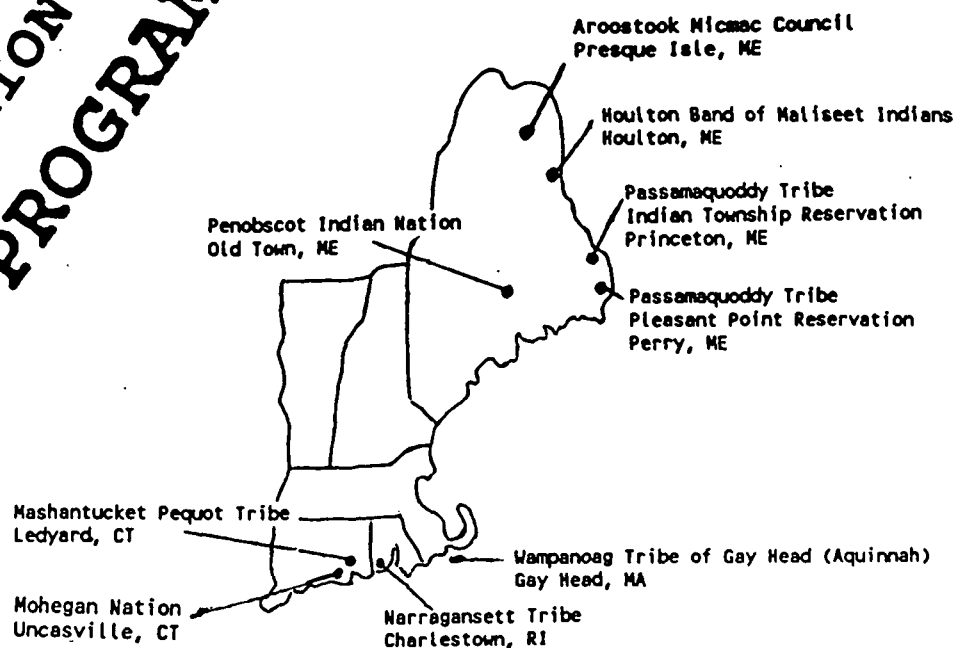 PROGRAM
Aroostook Micmac Council
Presque Isle, ME
Houlton Band of Maliseet Indians
Houlton, ME
Passamaquoddy Tribe
Indian Township Reservation
Princeton, ME
Penobscot Indian Nation
Old Town, ME
Passamaquoddy Tribe
Pleasant Point Reservation
Perry, ME
Mashantucket Pequot Tribe
Ledyard, CT
Wampanoag Tribe of Gay Head (Aquinnah)
Gay Head, MA
Mohegan Nation
Uncasville, CT
Narragansett Tribe
Charlestown, RI